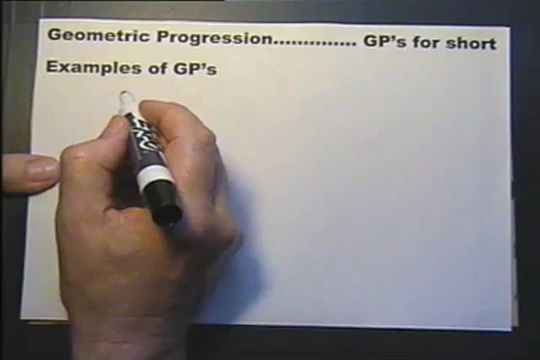 Geometric Progression.............. GP's for short
Examples of GP's